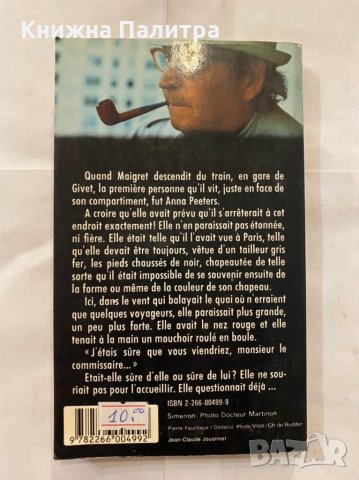 Книжна Палитра
Quand Maigret descendit du train, en gare de
Givet, la première personne qu'il vit, juste en face de
son compartiment, fut Anna Peeters.
A croire qu'elle avait prévu qu'il s'arrêterait à cet
endroit exactement! Elle n'en paraissait pas étonnée,
ni fière. Elle était telle qu'il l'avait vue à Paris, telle
qu'elle devait être toujours, vêtue d'un tailleur gris
fer, les pieds chaussés de noir, chapeautée de telle
sorte qu'il était impossible de se souvenir ensuite de
la forme ou même de la couleur de son chapeau.
Ici, dans le vent qui balayait le quai où n'erraient
que quelques voyageurs, elle paraissait plus grande,
un peu plus forte. Elle avait le nez rouge et elle
tenait à la main un mouchoir roulé en boule.
« J'étais sûre que vous viendriez, monsieur le
commissaire... »
Etait-elle sûre d'elle ou sûre de lui? Elle ne sou-
riait pas pour l'accueillir. Elle questionnait déjà ...
10.00
9 782266 004992
ISBN 2-266-00499-9
Simenon: Photo Docteur Martinon
Pierre Faucheux / Dedalus Photo Vloo/Ch de Rudder
Jean-Claude Jouannet
BAZAR.bg